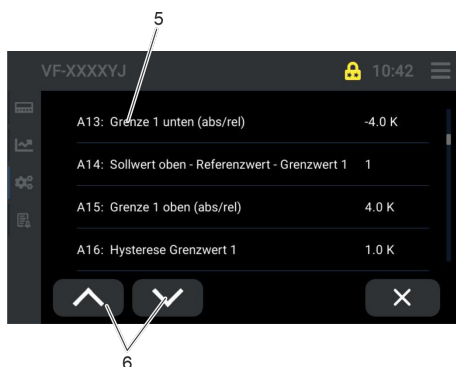 5
VF-XXXXYJ 10:42
A13: Grenze 1 unten (abs/rel) -4.0 K
A14: Sollwert oben - Referenzwert - Grenzwert 1 1
A15: Grenze 1 oben (abs/rel) 4.0 K
A16: Hysterese Grenzwert 1 1.0 K
6